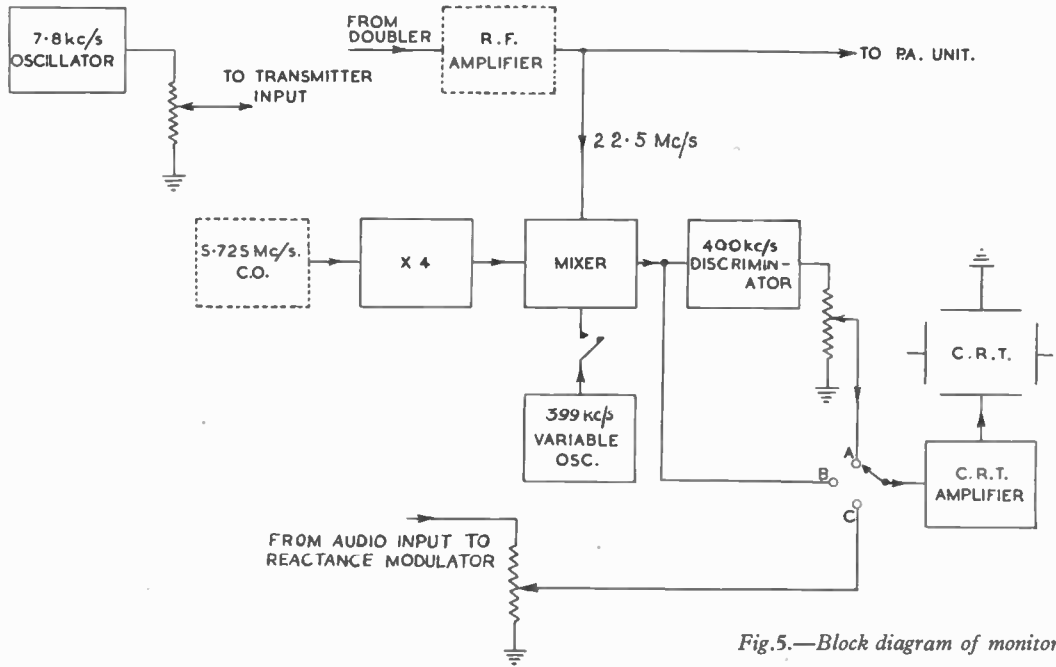 7·8 kc/s
OSCILLATOR
TO TRANSMITTER
INPUT
FROM
DOUBLER
R.F.
AMPLIFIER
TO P.A. UNIT.
22·5 Mc/s
5·725 Mc/s.
C.O.
X 4
MIXER
400 kc/s
DISCRIMIN-
ATOR
C.R.T.
399 kc/s
VARIABLE
OSC.
A
B
C
C.R.T.
AMPLIFIER
FROM AUDIO INPUT TO
REACTANCE MODULATOR
Fig.5.—Block diagram of monitor